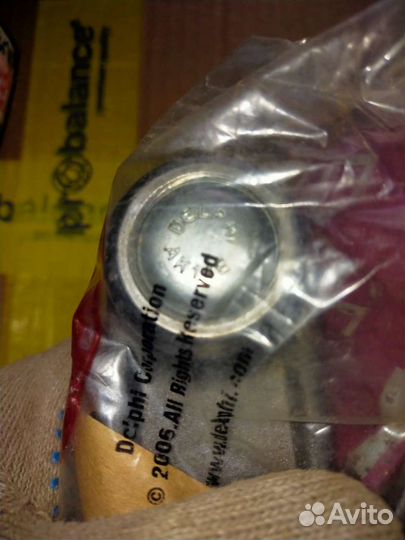 probalance
DELPHI
Delphi Corporation
© 2006. All Rights Reserved
www.delphi.com
Avito